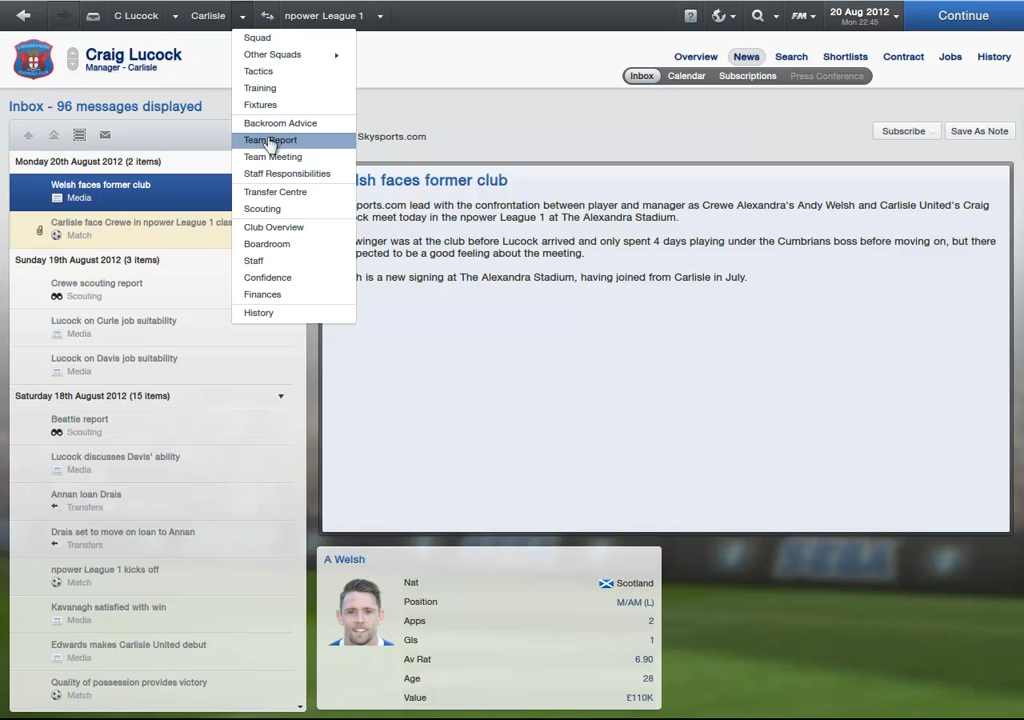 C Lucock
Carlisle
npower League 1
?
FM
20 Aug 2012
Mon 22:45
Continue
Craig Lucock
Manager - Carlisle
Overview
News
Search
Shortlists
Contract
Jobs
History
Inbox
Calendar
Subscriptions
Press Conference
Inbox - 96 messages displayed
Monday 20th August 2012 (2 items)
Welsh faces former club
Media
Carlisle face Crewe in npower League 1 clas
Match
Sunday 19th August 2012 (3 items)
Crewe scouting report
Scouting
Lucock on Curle job suitability
Media
Lucock on Davis job suitability
Media
Saturday 18th August 2012 (15 items)
Beattie report
Scouting
Lucock discusses Davis' ability
Media
Annan loan Drais
Transfers
Drais set to move on loan to Annan
Transfers
npower League 1 kicks off
Match
Kavanagh satisfied with win
Media
Edwards makes Carlisle United debut
Media
Quality of possession provides victory
Match
Squad
Other Squads
Tactics
Training
Fixtures
Backroom Advice
Team Report
Team Meeting
Staff Responsibilities
Transfer Centre
Scouting
Club Overview
Boardroom
Staff
Confidence
Finances
History
Skysports.com
Subscribe
Save As Note
lsh faces former club
ports.com lead with the confrontation between player and manager as Crewe Alexandra's Andy Welsh and Carlisle United's Craig
ck meet today in the npower League 1 at The Alexandra Stadium.
winger was at the club before Lucock arrived and only spent 4 days playing under the Cumbrians boss before moving on, but there
pected to be a good feeling about the meeting.
h is a new signing at The Alexandra Stadium, having joined from Carlisle in July.
A Welsh
Nat Scotland
Position M/AM (L)
Apps 2
Gls 1
Av Rat 6.90
Age 28
Value £110K
SEGA